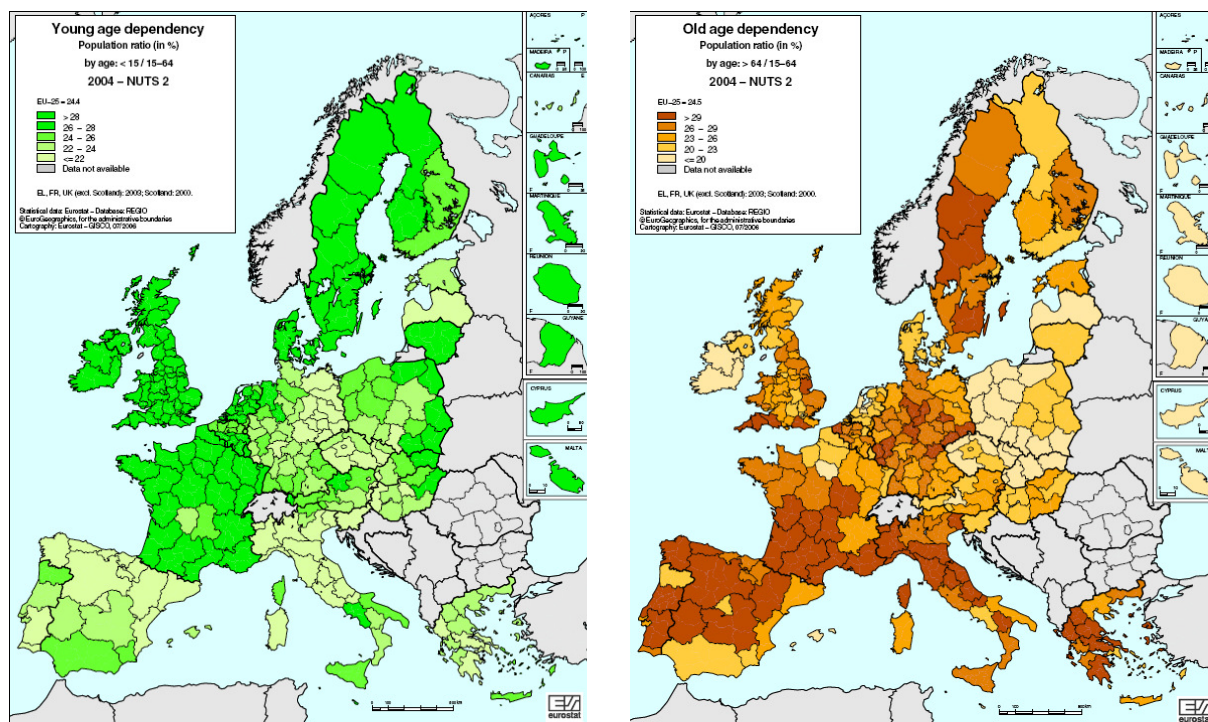 Young age dependency
Population ratio (in %)
by age: < 15 / 15–64
2004 – NUTS 2
EU–25 = 24.4
> 28
26 – 28
24 – 26
22 – 24
<= 22
Data not available
EL, FR, UK (excl. Scotland): 2003; Scotland: 2000.
Statistical data: Eurostat – Database: REGIO
© EuroGeographics, for the administrative boundaries
Cartography: Eurostat – GISCO, 07/2006
AÇORES P
MADEIRA P
CANARIAS E
GUADELOUPE
F
MARTINIQUE
F
REUNION
F
GUYANE
F
CYPRUS
MALTA
eurostat
Old age dependency
Population ratio (in %)
by age: > 64 / 15–64
2004 – NUTS 2
EU–25 = 24.5
> 29
26 – 29
23 – 26
20 – 23
<= 20
Data not available
EL, FR, UK (excl. Scotland): 2003; Scotland: 2000.
Statistical data: Eurostat – Database: REGIO
© EuroGeographics, for the administrative boundaries
Cartography: Eurostat – GISCO, 07/2006
AÇORES P
MADEIRA P
CANARIAS E
GUADELOUPE
F
MARTINIQUE
F
REUNION
F
GUYANE
F
CYPRUS
MALTA
eurostat